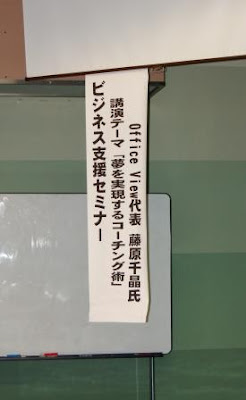 ビジネス支援セミナー
講演テーマ「夢を実現するコーチング術」
Office View代表 藤原千晶氏